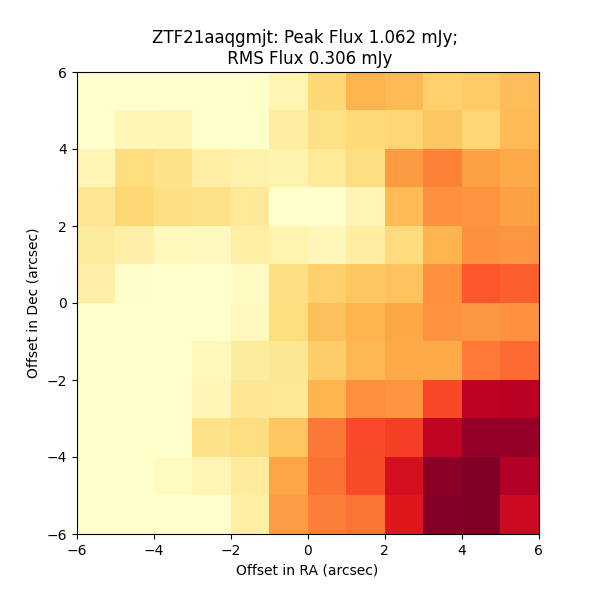 ZTF21aaqgmjt: Peak Flux 1.062 mJy;
RMS Flux 0.306 mJy
6
4
2
0
−2
−4
−6
Offset in Dec (arcsec)
−6 −4 −2 0 2 4 6
Offset in RA (arcsec)